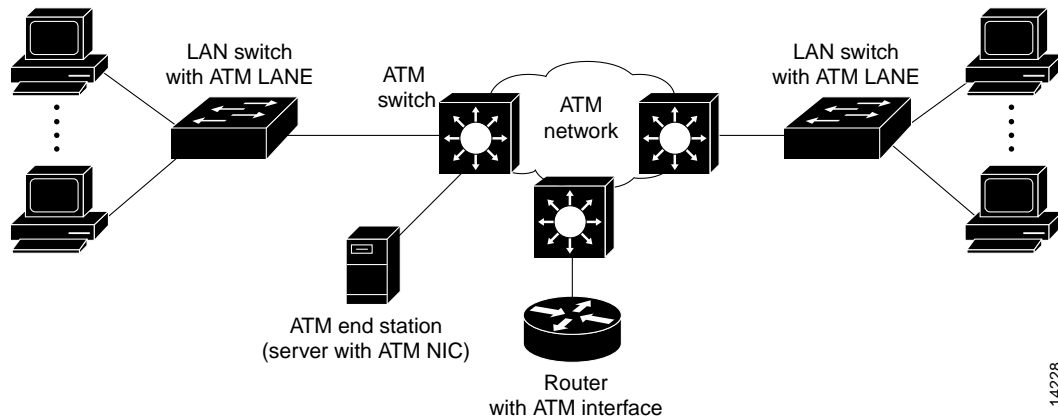 LAN switch
with ATM LANE
ATM
switch
ATM
network
LAN switch
with ATM LANE
ATM end station
(server with ATM NIC)
Router
with ATM interface
14228